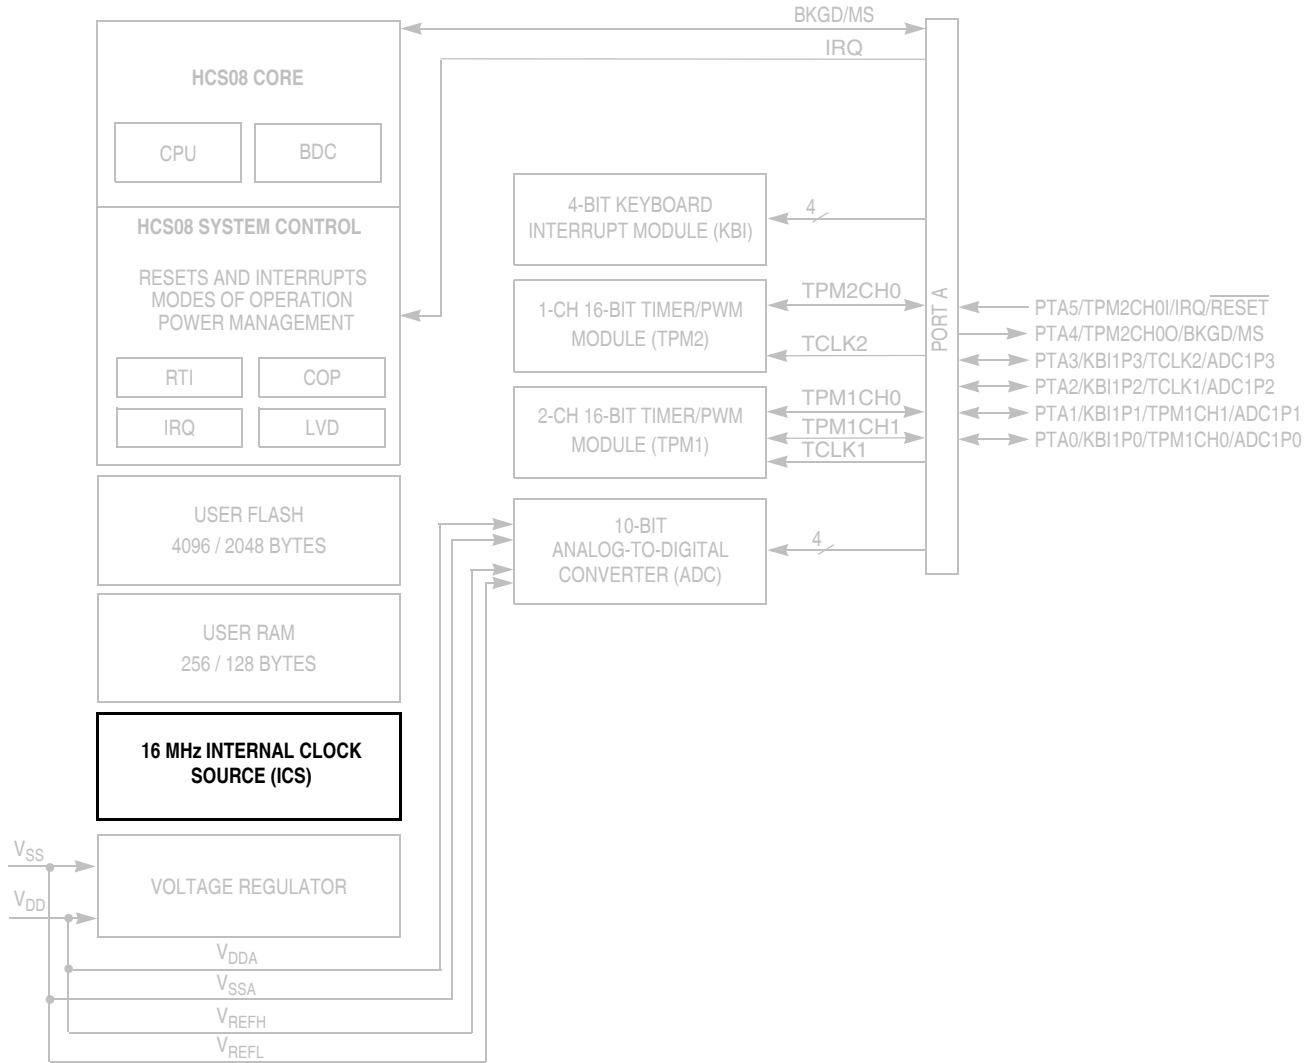 BKGD/MS
IRQ
HCS08 CORE
CPU
BDC
HCS08 SYSTEM CONTROL
RESETS AND INTERRUPTS
MODES OF OPERATION
POWER MANAGEMENT
RTI
COP
IRQ
LVD
USER FLASH
4096 / 2048 BYTES
USER RAM
256 / 128 BYTES
16 MHz INTERNAL CLOCK
SOURCE (ICS)
VOLTAGE REGULATOR
VSS
VDD
VDDA
VSSA
VREFH
VREFL
4-BIT KEYBOARD
INTERRUPT MODULE (KBI)
4
1-CH 16-BIT TIMER/PWM
MODULE (TPM2)
TPM2CH0
TCLK2
2-CH 16-BIT TIMER/PWM
MODULE (TPM1)
TPM1CH0
TPM1CH1
TCLK1
10-BIT
ANALOG-TO-DIGITAL
CONVERTER (ADC)
4
PORT A
PTA5/TPM2CH0I/IRQ/RESET
PTA4/TPM2CH0O/BKGD/MS
PTA3/KBI1P3/TCLK2/ADC1P3
PTA2/KBI1P2/TCLK1/ADC1P2
PTA1/KBI1P1/TPM1CH1/ADC1P1
PTA0/KBI1P0/TPM1CH0/ADC1P0